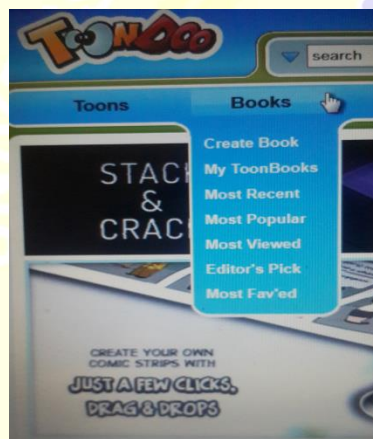 TOONDOO
search
Toons
Books
Create Book
My ToonBooks
Most Recent
Most Popular
Most Viewed
Editor's Pick
Most Fav'ed
STAC
&
CRAC
CREATE YOUR OWN
COMIC STRIPS WITH
JUST A FEW CLICKS,
DRAG & DROPS